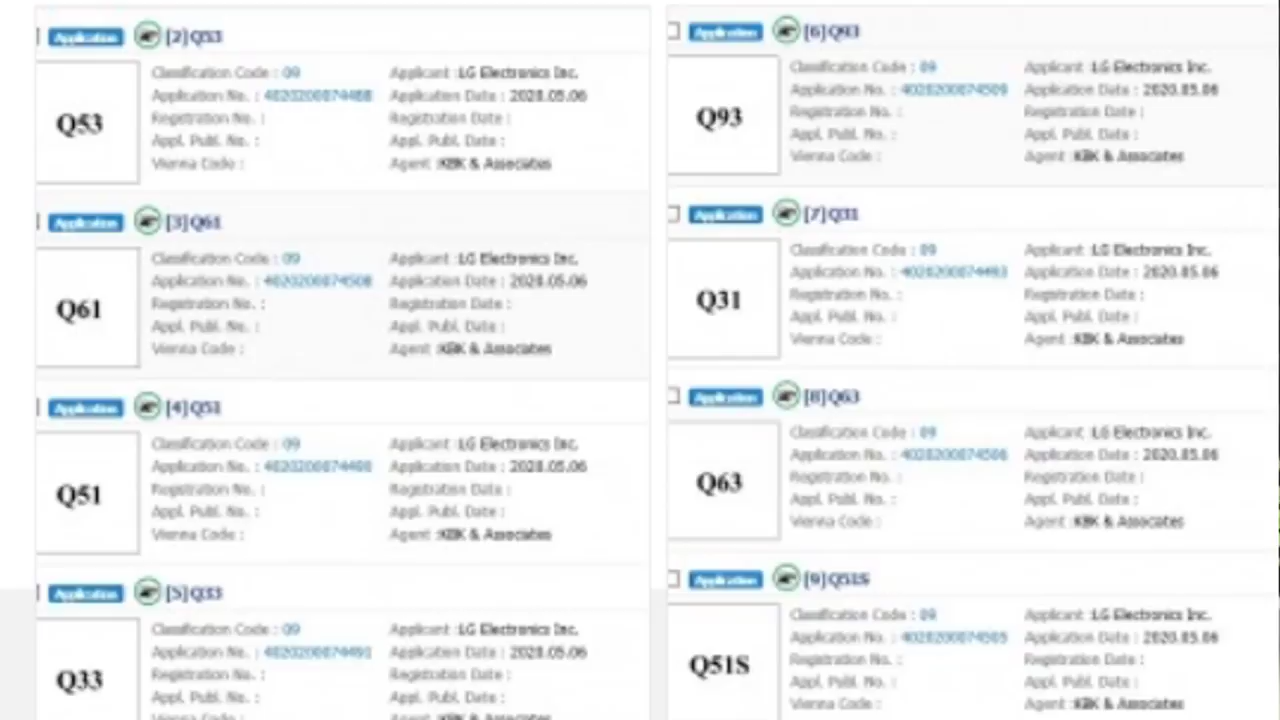 Application [2] Q53
Q53
Classification Code : 09
Applicant :LG Electronics Inc.
Application No. :
Application Date : 2020.05.06
Registration No. :
Registration Date :
Appl. Publ. No. :
Appl. Publ. Date :
Vienna Code :
Agent :KBK & Associates
Application [3] Q61
Q61
Classification Code : 09
Applicant :LG Electronics Inc.
Application No. : 4020200074508
Application Date : 2020.05.06
Registration No. :
Registration Date :
Appl. Publ. No. :
Appl. Publ. Date :
Vienna Code :
Agent :KBK & Associates
Application [4] Q51
Q51
Classification Code : 09
Applicant :LG Electronics Inc.
Application No. :
Application Date : 2020.05.06
Registration No. :
Registration Date :
Appl. Publ. No. :
Appl. Publ. Date :
Vienna Code :
Agent :KBK & Associates
Application [5] Q33
Q33
Classification Code : 09
Applicant :LG Electronics Inc.
Application No. :
Application Date : 2020.05.06
Registration No. :
Registration Date :
Appl. Publ. No. :
Appl. Publ. Date :
Application [6] Q93
Q93
Classification Code : 09
Applicant :LG Electronics Inc.
Application No. : 4020200074509
Application Date : 2020.05.06
Registration No. :
Registration Date :
Appl. Publ. No. :
Appl. Publ. Date :
Vienna Code :
Agent :KBK & Associates
Application [7] Q31
Q31
Classification Code : 09
Applicant :LG Electronics Inc.
Application No. :
Application Date : 2020.05.06
Registration No. :
Registration Date :
Appl. Publ. No. :
Appl. Publ. Date :
Vienna Code :
Agent :KBK & Associates
Application [8] Q63
Q63
Classification Code : 09
Applicant :LG Electronics Inc.
Application No. : 4020200074506
Application Date : 2020.05.06
Registration No. :
Registration Date :
Appl. Publ. No. :
Appl. Publ. Date :
Vienna Code :
Agent :KBK & Associates
Application [9] Q51S
Q51S
Classification Code : 09
Applicant :LG Electronics Inc.
Application No. : 4020200074505
Application Date : 2020.05.06
Registration No. :
Registration Date :
Appl. Publ. No. :
Appl. Publ. Date :
Vienna Code :
Agent :KBK & Associates